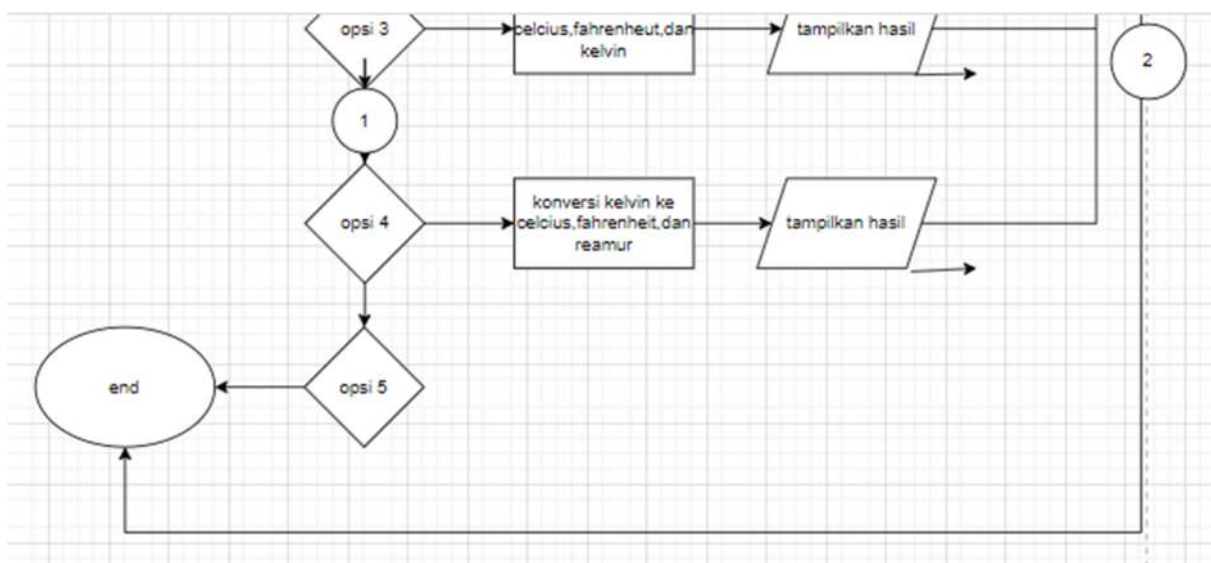 opsi 3
celcius,fahrenheut,dan
kelvin
tampilkan hasil
2
1
opsi 4
konversi kelvin ke
celcius,fahrenheit,dan
reamur
tampilkan hasil
end
opsi 5